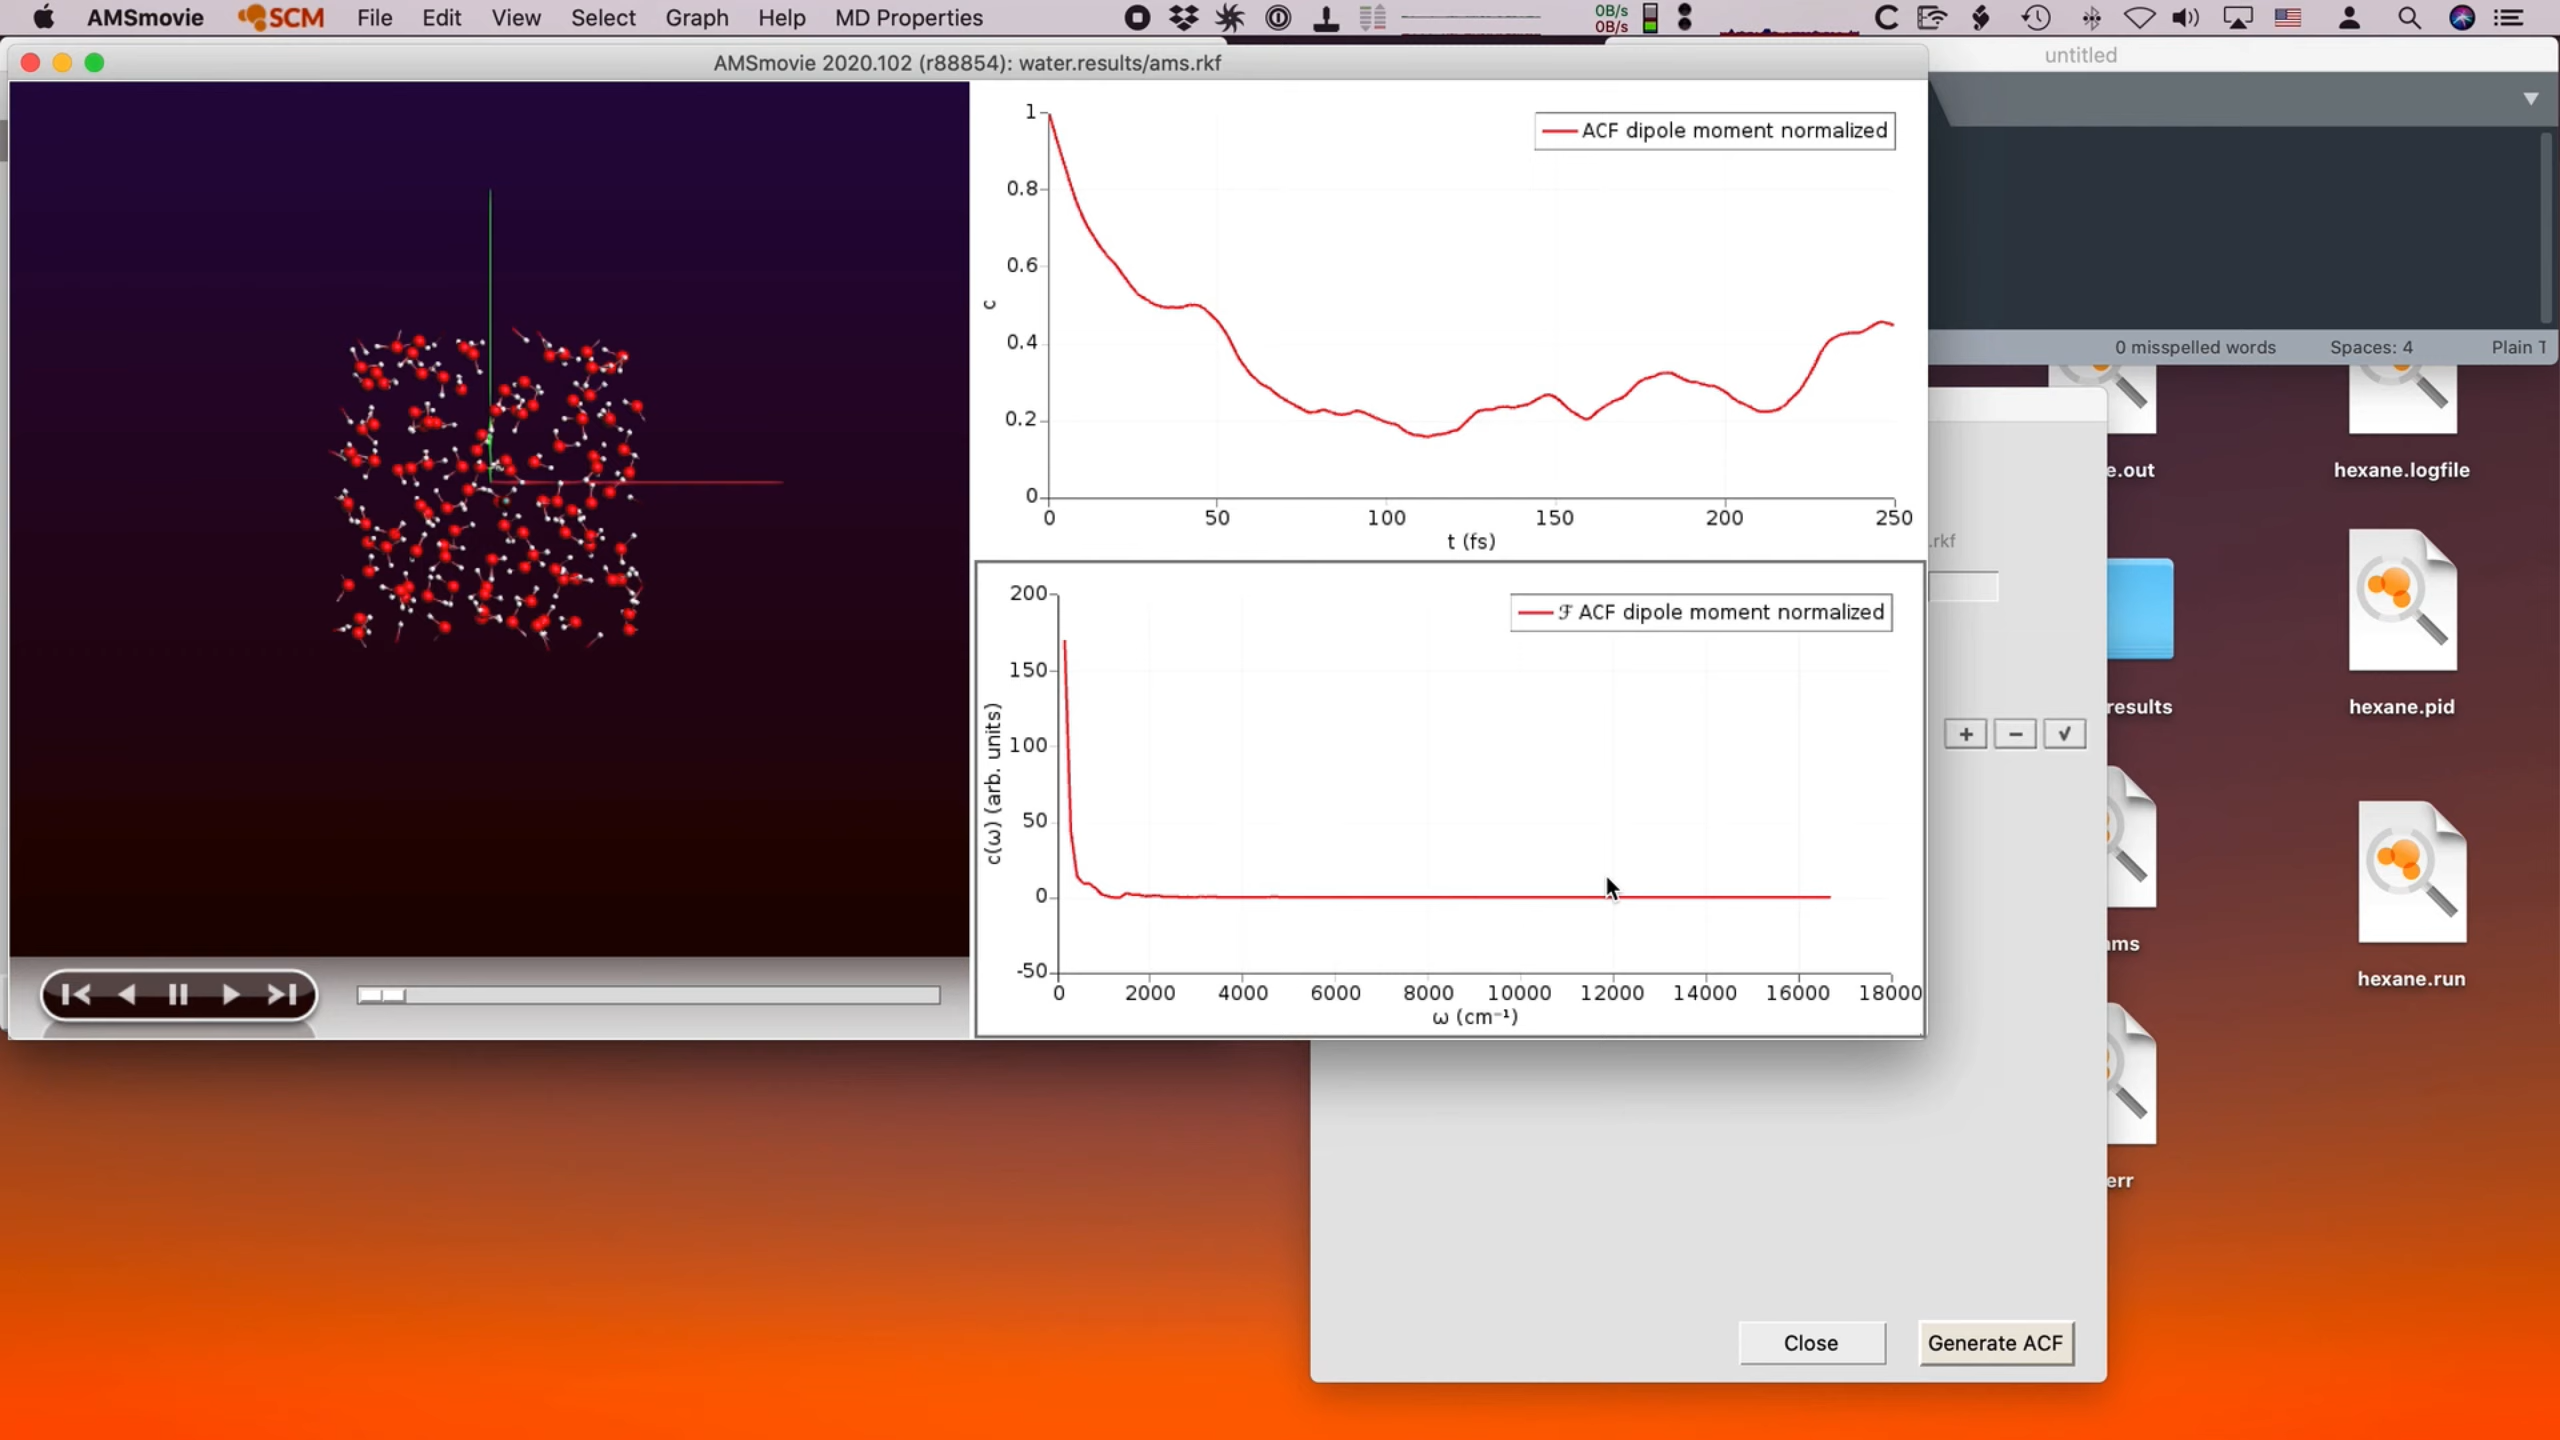 AMSmovie SCM File Edit View Select Graph Help MD Properties
0B/s
0B/s
AMSmovie 2020.102 (r88854): water.results/ams.rkf
untitled
ACF dipole moment normalized
1
0.8
0.6
0.4
0.2
0
c
0 50 100 150 200 250
t (fs)
ℱ ACF dipole moment normalized
200
150
100
50
0
-50
c(ω) (arb. units)
0 2000 4000 6000 8000 10000 12000 14000 16000 18000
ω (cm⁻¹)
0 misspelled words Spaces: 4 Plain T
e.out
hexane.logfile
.rkf
results
hexane.pid
+ − √
ms
hexane.run
err
Close Generate ACF